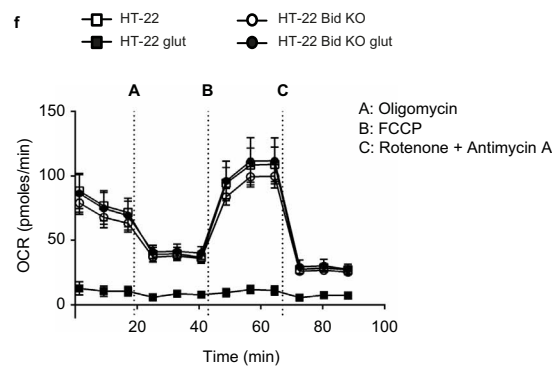 f
HT-22
HT-22 Bid KO
HT-22 glut
HT-22 Bid KO glut
A
B
C
A: Oligomycin
B: FCCP
C: Rotenone + Antimycin A
OCR (pmoles/min)
150
100
50
0
20
40
60
80
100
Time (min)